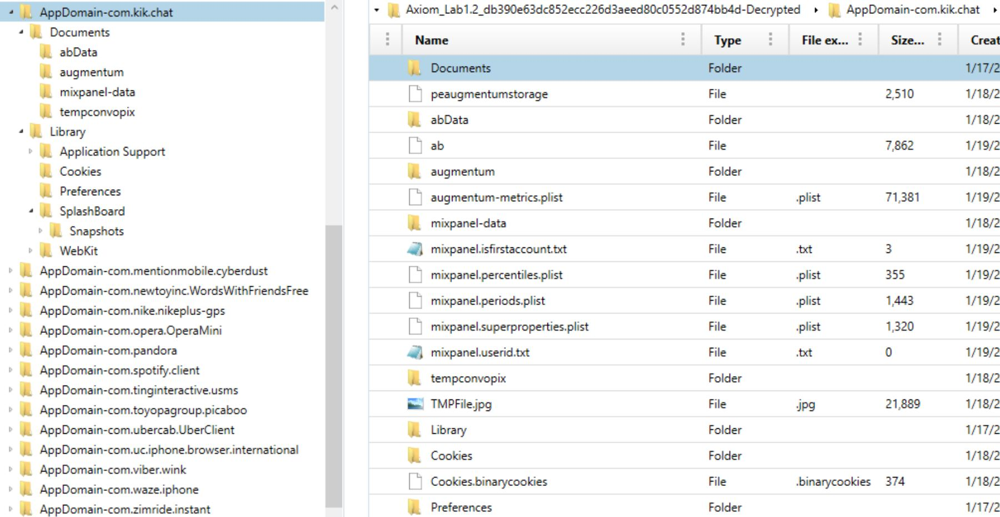 AppDomain-com.kik.chat
Documents
abData
augmentum
mixpanel-data
tempconvopix
Library
Application Support
Cookies
Preferences
SplashBoard
Snapshots
WebKit
AppDomain-com.mentionmobile.cyberdust
AppDomain-com.newtoyinc.WordsWithFriendsFree
AppDomain-com.nike.nikeplus-gps
AppDomain-com.opera.OperaMini
AppDomain-com.pandora
AppDomain-com.spotify.client
AppDomain-com.tinginteractive.usms
AppDomain-com.toyopagroup.picaboo
AppDomain-com.ubercab.UberClient
AppDomain-com.uc.iphone.browser.international
AppDomain-com.viber.wink
AppDomain-com.waze.iphone
AppDomain-com.zimride.instant
Axiom_Lab1.2_db390e63dc852ecc226d3aeed80c0552d874bb4d-Decrypted AppDomain-com.kik.chat
Name Type File ex... Size... Creat
Documents Folder 1/17/2
peaugmentumstorage File 2,510 1/18/2
abData Folder 1/18/2
ab File 7,862 1/19/2
augmentum Folder 1/18/2
augmentum-metrics.plist File .plist 71,381 1/19/2
mixpanel-data Folder 1/18/2
mixpanel.isfirstaccount.txt File .txt 3 1/19/2
mixpanel.percentiles.plist File .plist 355 1/19/2
mixpanel.periods.plist File .plist 1,443 1/19/2
mixpanel.superproperties.plist File .plist 1,320 1/19/2
mixpanel.userid.txt File .txt 0 1/19/2
tempconvopix Folder 1/18/2
TMPFile.jpg File .jpg 21,889 1/18/2
Library Folder 1/17/2
Cookies Folder 1/18/2
Cookies.binarycookies File .binarycookies 374 1/18/2
Preferences Folder 1/17/2